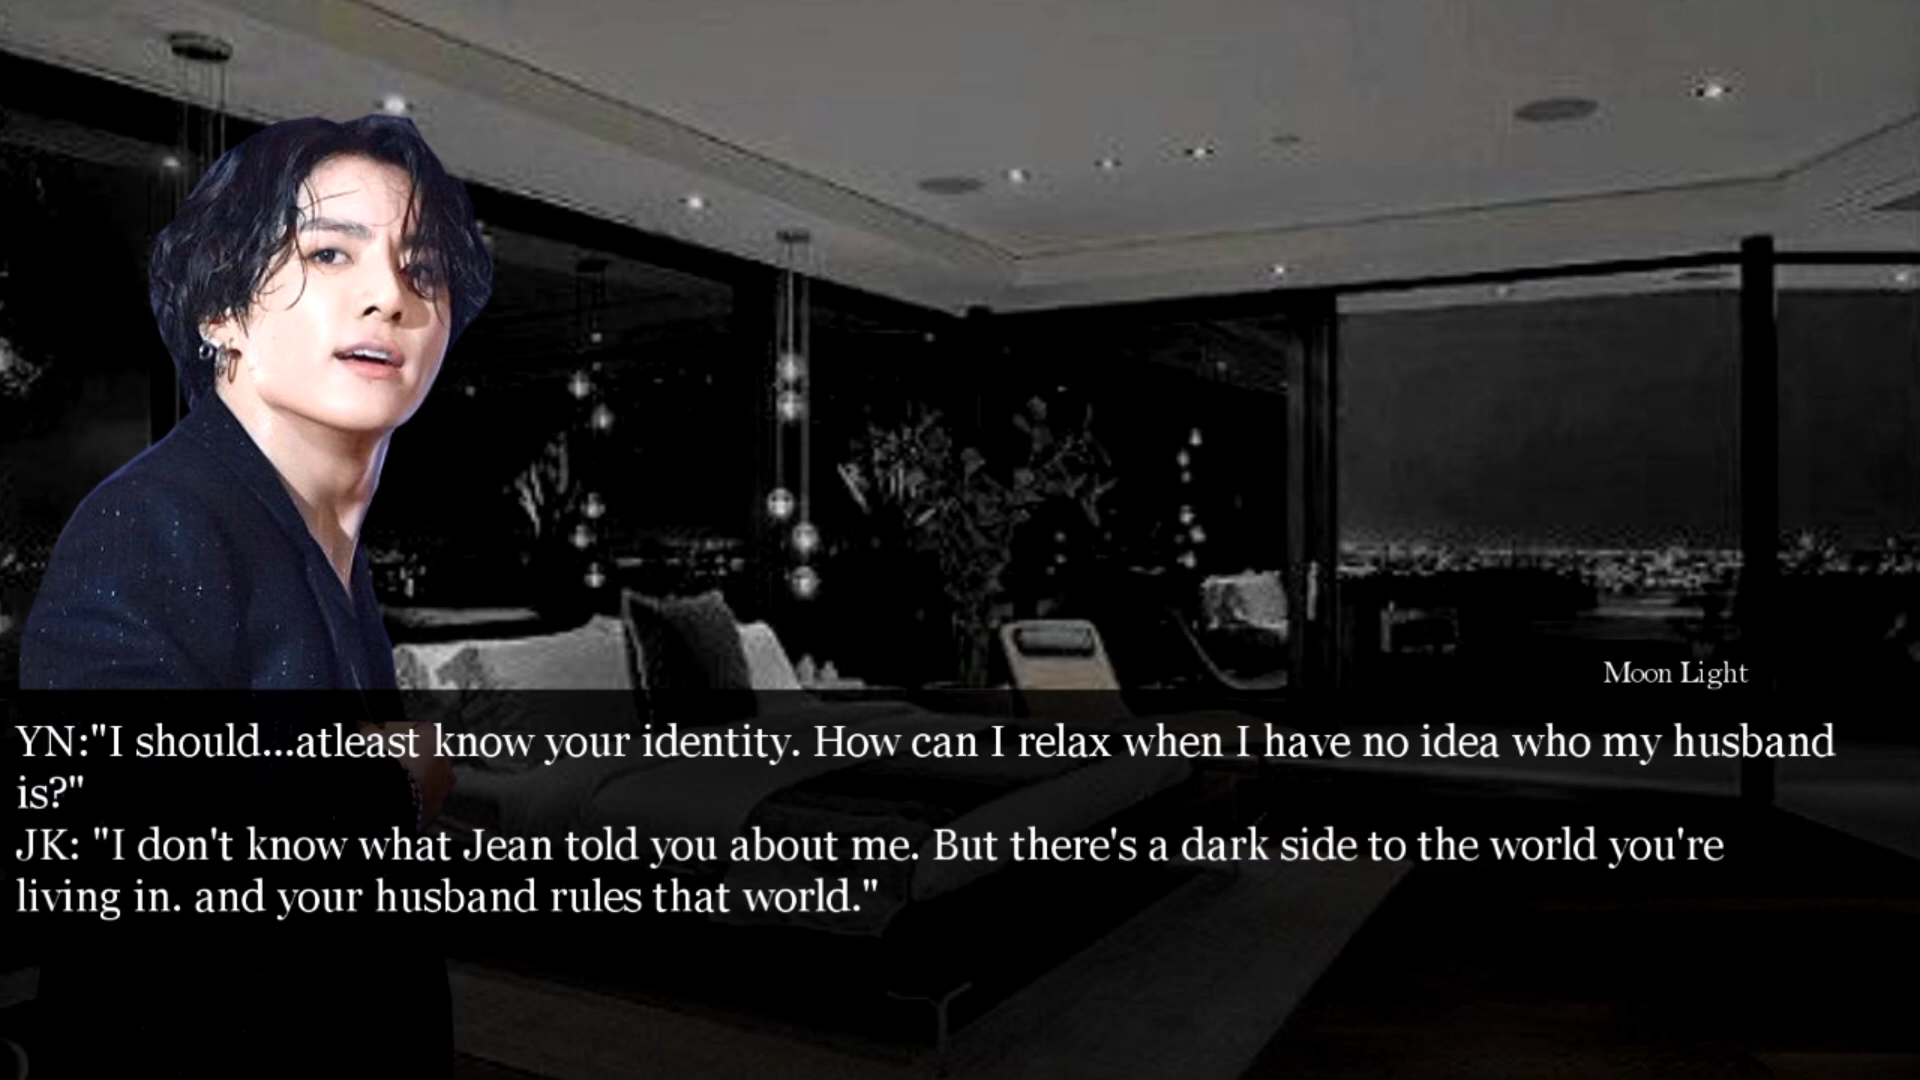 Moon Light
YN:"I should...atleast know your identity. How can I relax when I have no idea who my husband
is?"
JK: "I don't know what Jean told you about me. But there's a dark side to the world you're
living in. and your husband rules that world."